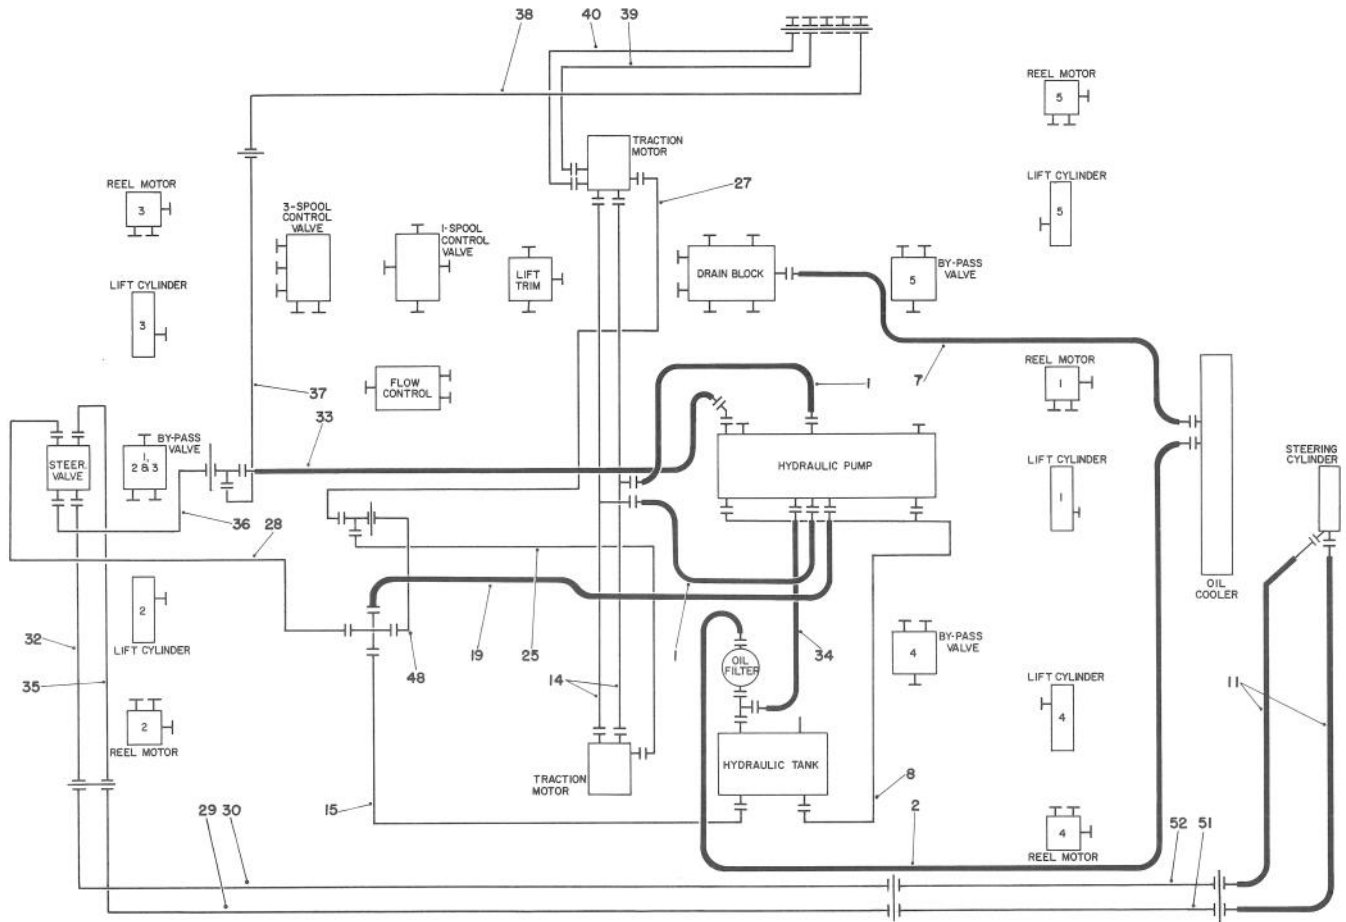 38
40
39
REEL MOTOR
5
TRACTION
MOTOR
27
LIFT CYLINDER
5
REEL MOTOR
3
3-SPOOL
CONTROL
VALVE
1-SPOOL
CONTROL
VALVE
LIFT
TRIM
DRAIN BLOCK
BY-PASS
VALVE
5
LIFT CYLINDER
3
7
REEL MOTOR
1
FLOW
CONTROL
37
33
1
STEER.
VALVE
BY-PASS
VALVE
1,
2 & 3
HYDRAULIC PUMP
LIFT CYLINDER
1
STEERING
CYLINDER
36
28
OIL
COOLER
2
LIFT CYLINDER
32
35
48
19
25
14
1
OIL
FILTER
34
4
BY-PASS
VALVE
LIFT CYLINDER
4
11
2
REEL MOTOR
TRACTION
MOTOR
HYDRAULIC TANK
8
2
15
29 30
4
REEL MOTOR
52
51